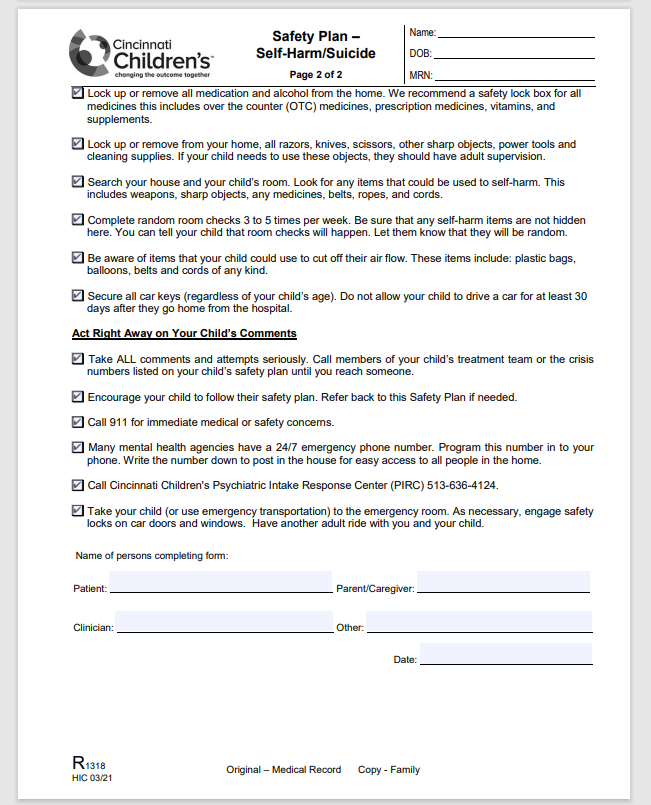 Cincinnati
Children's™
changing the outcome together
Safety Plan –
Self-Harm/Suicide
Page 2 of 2
Name:
DOB:
MRN:
Lock up or remove all medication and alcohol from the home. We recommend a safety lock box for all
medicines this includes over the counter (OTC) medicines, prescription medicines, vitamins, and
supplements.
Lock up or remove from your home, all razors, knives, scissors, other sharp objects, power tools and
cleaning supplies. If your child needs to use these objects, they should have adult supervision.
Search your house and your child's room. Look for any items that could be used to self-harm. This
includes weapons, sharp objects, any medicines, belts, ropes, and cords.
Complete random room checks 3 to 5 times per week. Be sure that any self-harm items are not hidden
here. You can tell your child that room checks will happen. Let them know that they will be random.
Be aware of items that your child could use to cut off their air flow. These items include: plastic bags,
balloons, belts and cords of any kind.
Secure all car keys (regardless of your child's age). Do not allow your child to drive a car for at least 30
days after they go home from the hospital.
Act Right Away on Your Child's Comments
Take ALL comments and attempts seriously. Call members of your child's treatment team or the crisis
numbers listed on your child's safety plan until you reach someone.
Encourage your child to follow their safety plan. Refer back to this Safety Plan if needed.
Call 911 for immediate medical or safety concerns.
Many mental health agencies have a 24/7 emergency phone number. Program this number in to your
phone. Write the number down to post in the house for easy access to all people in the home.
Call Cincinnati Children's Psychiatric Intake Response Center (PIRC) 513-636-4124.
Take your child (or use emergency transportation) to the emergency room. As necessary, engage safety
locks on car doors and windows. Have another adult ride with you and your child.
Name of persons completing form:
Patient: Parent/Caregiver:
Clinician: Other:
Date:
R1318
HIC 03/21
Original – Medical Record Copy - Family